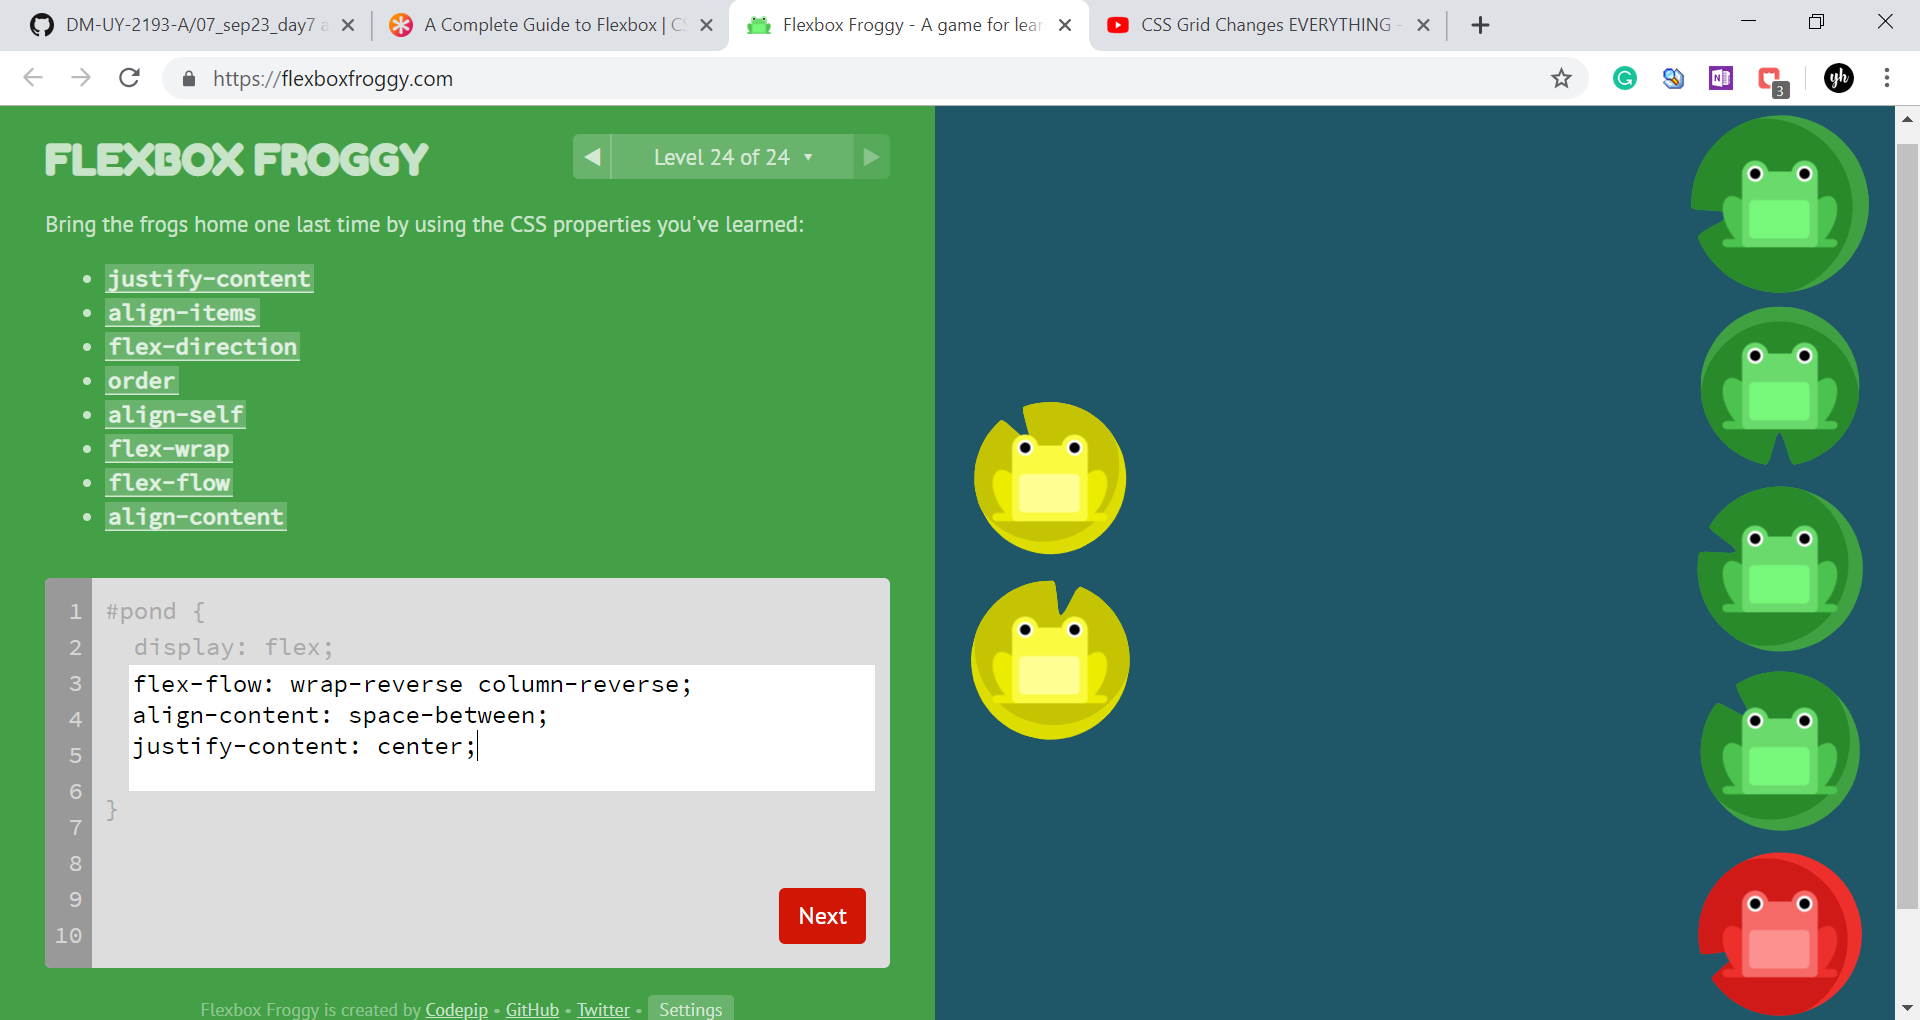 DM-UY-2193-A/07_sep23_day7
A Complete Guide to Flexbox | CS
Flexbox Froggy - A game for lear
CSS Grid Changes EVERYTHING -
https://flexboxfroggy.com
yh
3
FLEXBOX FROGGY
◀ Level 24 of 24 ▾ ▶
Bring the frogs home one last time by using the CSS properties you've learned:
• justify-content
• align-items
• flex-direction
• order
• align-self
• flex-wrap
• flex-flow
• align-content
1 #pond {
2 display: flex;
3 flex-flow: wrap-reverse column-reverse;
4 align-content: space-between;
5 justify-content: center;
6
7 }
8
9
10
Next
Flexbox Froggy is created by Codepip • GitHub • Twitter • Settings